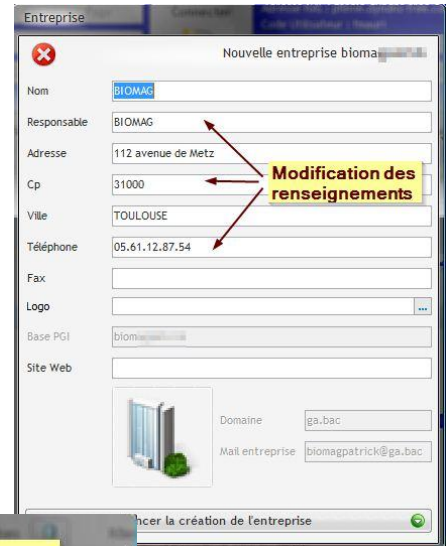 Entreprise
Nouvelle entreprise bioma
Nom BIOMAG
Responsable BIOMAG
Adresse 112 avenue de Metz
Cp 31000
Ville TOULOUSE
Téléphone 05.61.12.87.54
Fax
Logo ...
Base PGI biom
Site Web
Modification des
renseignements
Domaine ga.bac
Mail entreprise biomagpatrick@ga.bac
ncer la création de l'entreprise